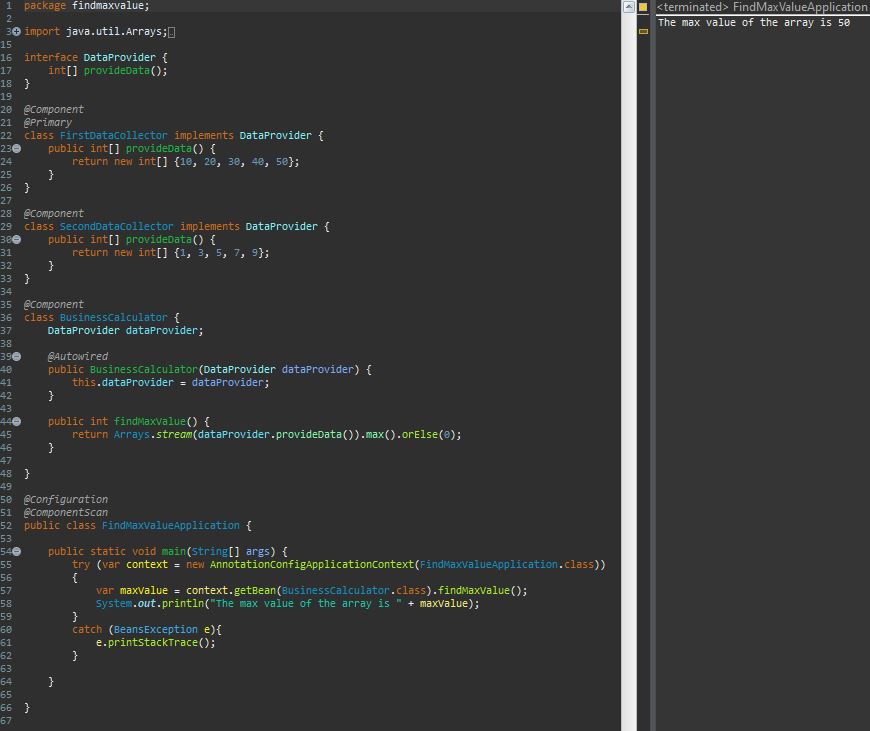 1 package findmaxvalue;
2
3 import java.util.Arrays;
15
16 interface DataProvider {
17     int[] provideData();
18 }
19
20 @Component
21 @Primary
22 class FirstDataCollector implements DataProvider {
23     public int[] provideData() {
24         return new int[] {10, 20, 30, 40, 50};
25     }
26 }
27
28 @Component
29 class SecondDataCollector implements DataProvider {
30     public int[] provideData() {
31         return new int[] {1, 3, 5, 7, 9};
32     }
33 }
34
35 @Component
36 class BusinessCalculator {
37     DataProvider dataProvider;
38
39     @Autowired
40     public BusinessCalculator(DataProvider dataProvider) {
41         this.dataProvider = dataProvider;
42     }
43
44     public int findMaxValue() {
45         return Arrays.stream(dataProvider.provideData()).max().orElse(0);
46     }
47
48 }
49
50 @Configuration
51 @ComponentScan
52 public class FindMaxValueApplication {
53
54     public static void main(String[] args) {
55         try (var context = new AnnotationConfigApplicationContext(FindMaxValueApplication.class))
56         {
57             var maxValue = context.getBean(BusinessCalculator.class).findMaxValue();
58             System.out.println("The max value of the array is " + maxValue);
59         }
60         catch (BeansException e){
61             e.printStackTrace();
62         }
63
64     }
65
66 }
67
<terminated> FindMaxValueApplication
The max value of the array is 50